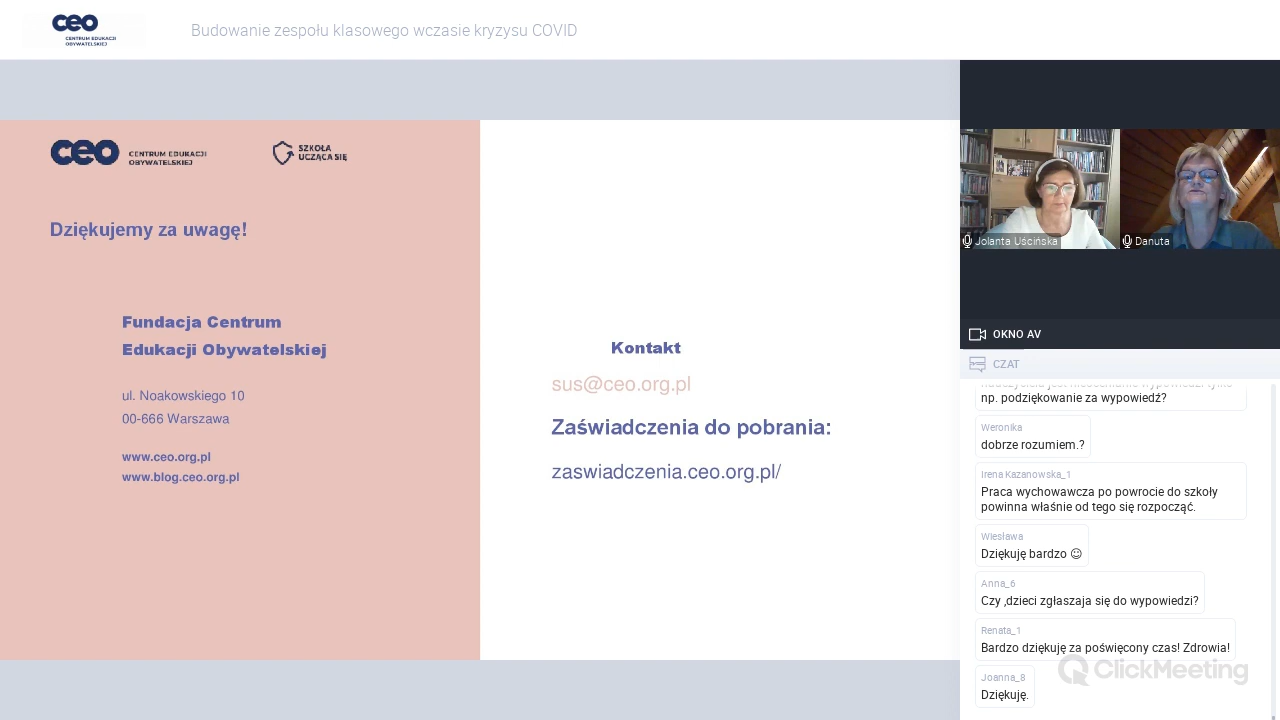 ceo
CENTRUM EDUKACJI
OBYWATELSKIEJ
Budowanie zespołu klasowego wczasie kryzysu COVID
ceo
CENTRUM EDUKACJI
OBYWATELSKIEJ
SZKOŁA
UCZĄCA SIĘ
Dziękujemy za uwagę!
Fundacja Centrum
Edukacji Obywatelskiej
ul. Noakowskiego 10
00-666 Warszawa
www.ceo.org.pl
www.blog.ceo.org.pl
Kontakt
sus@ceo.org.pl
Zaświadczenia do pobrania:
zaswiadczenia.ceo.org.pl/
Jolanta Uścińska
Danuta
OKNO AV
CZAT
np. podziękowanie za wypowiedź?
Weronika
dobrze rozumiem.?
Irena Kazanowska_1
Praca wychowawcza po powrocie do szkoły
powinna właśnie od tego się rozpocząć.
Wiesława
Dziękuję bardzo 🙂
Anna_6
Czy ,dzieci zgłaszaja się do wypowiedzi?
Renata_1
Bardzo dziękuję za poświęcony czas! Zdrowia!
Joanna_8
Dziękuję.
ClickMeeting